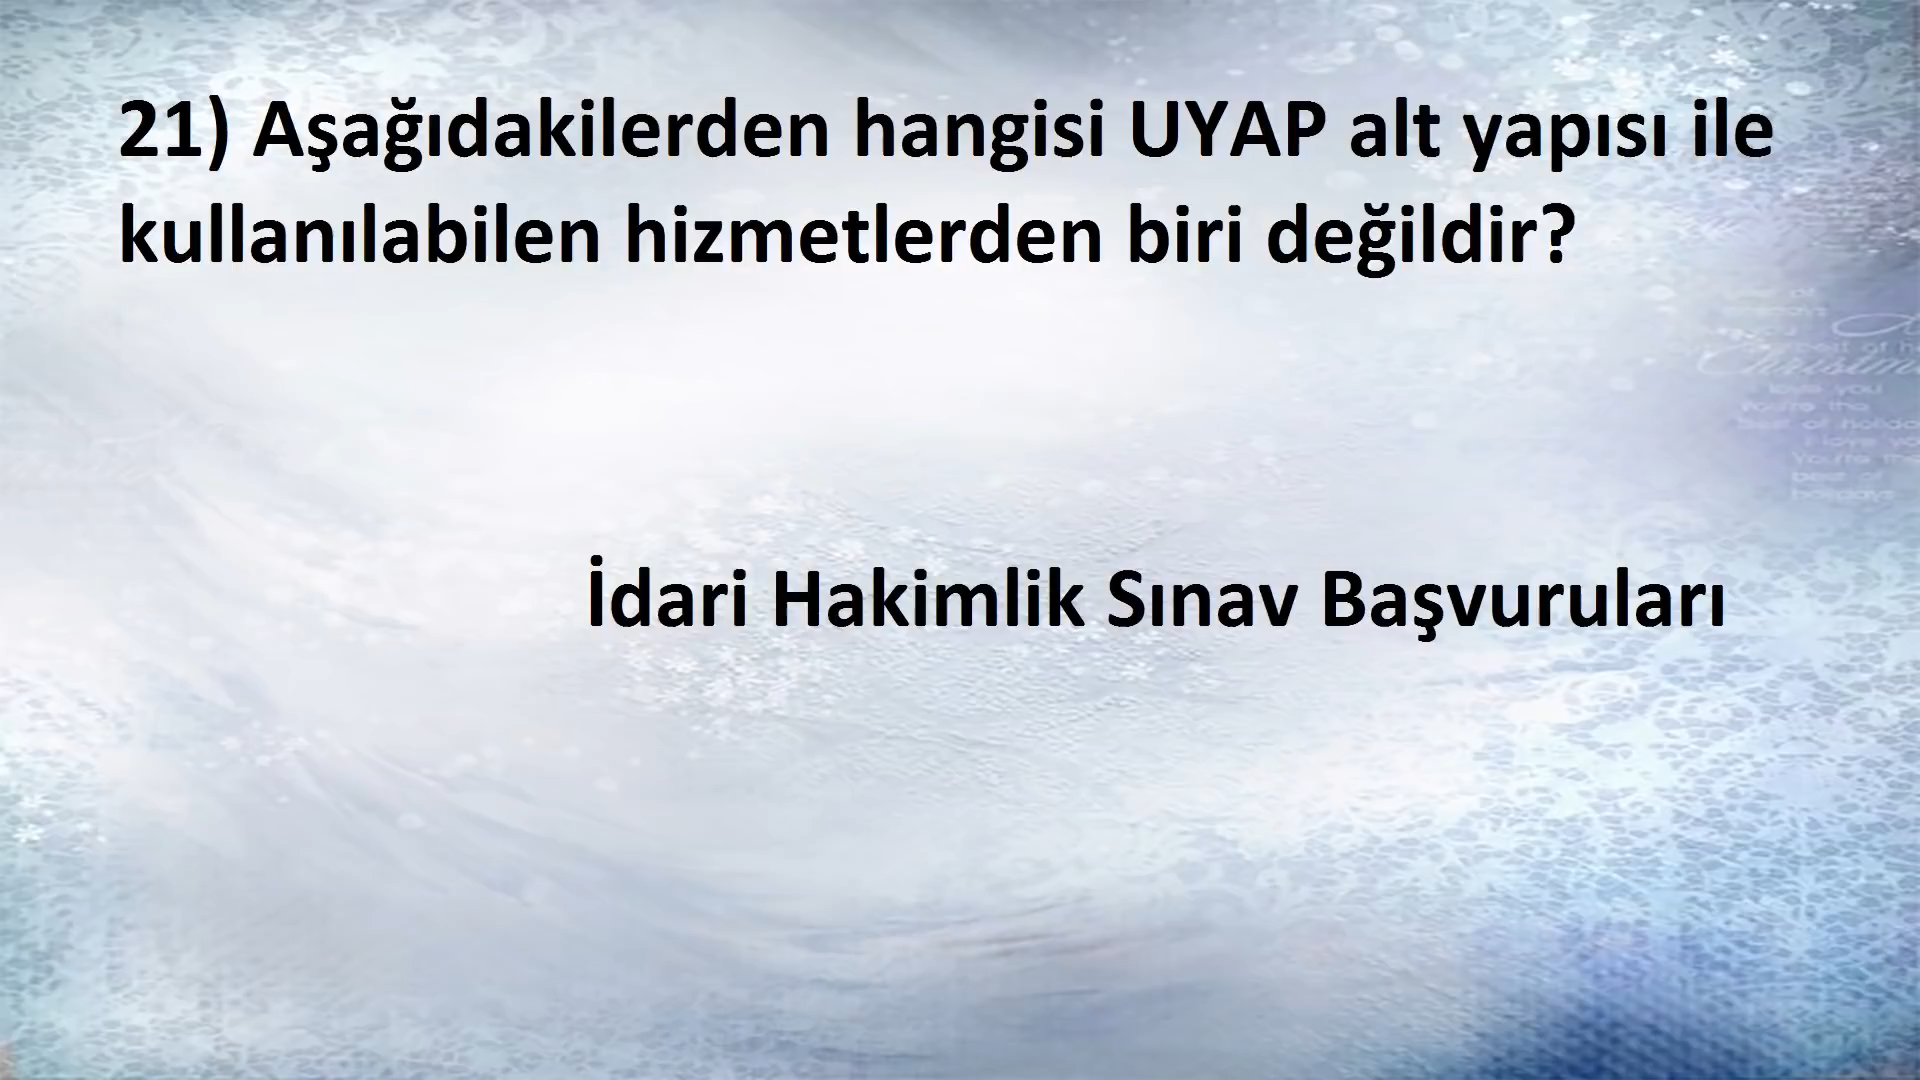 21) Aşağıdakilerden hangisi UYAP alt yapısı ile
kullanılabilen hizmetlerden biri değildir?
İdari Hakimlik Sınav Başvuruları